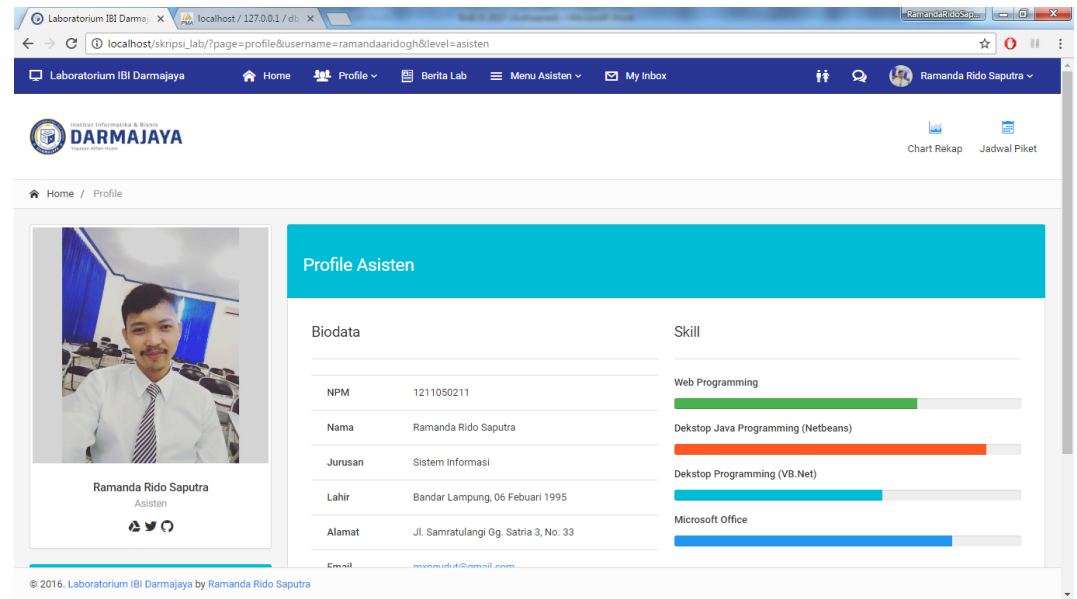 Laboratorium IBI Darmaj
localhost / 127.0.0.1 / db
RamandaRidoSap...
localhost/skripsi_lab/?page=profile&username=ramandaaridogh&level=asisten
Laboratorium IBI Darmajaya
Home
Profile
Berita Lab
Menu Asisten
My Inbox
Ramanda Rido Saputra
Institut Informatika & Bisnis
DARMAJAYA
Yayasan Alfian Husin
Chart Rekap
Jadwal Piket
Home / Profile
Profile Asisten
Ramanda Rido Saputra
Asisten
Biodata
NPM 1211050211
Nama Ramanda Rido Saputra
Jurusan Sistem Informasi
Lahir Bandar Lampung, 06 Febuari 1995
Alamat Jl. Samratulangi Gg. Satria 3, No. 33
Email
Skill
Web Programming
Dekstop Java Programming (Netbeans)
Dekstop Programming (VB.Net)
Microsoft Office
© 2016. Laboratorium IBI Darmajaya by Ramanda Rido Saputra